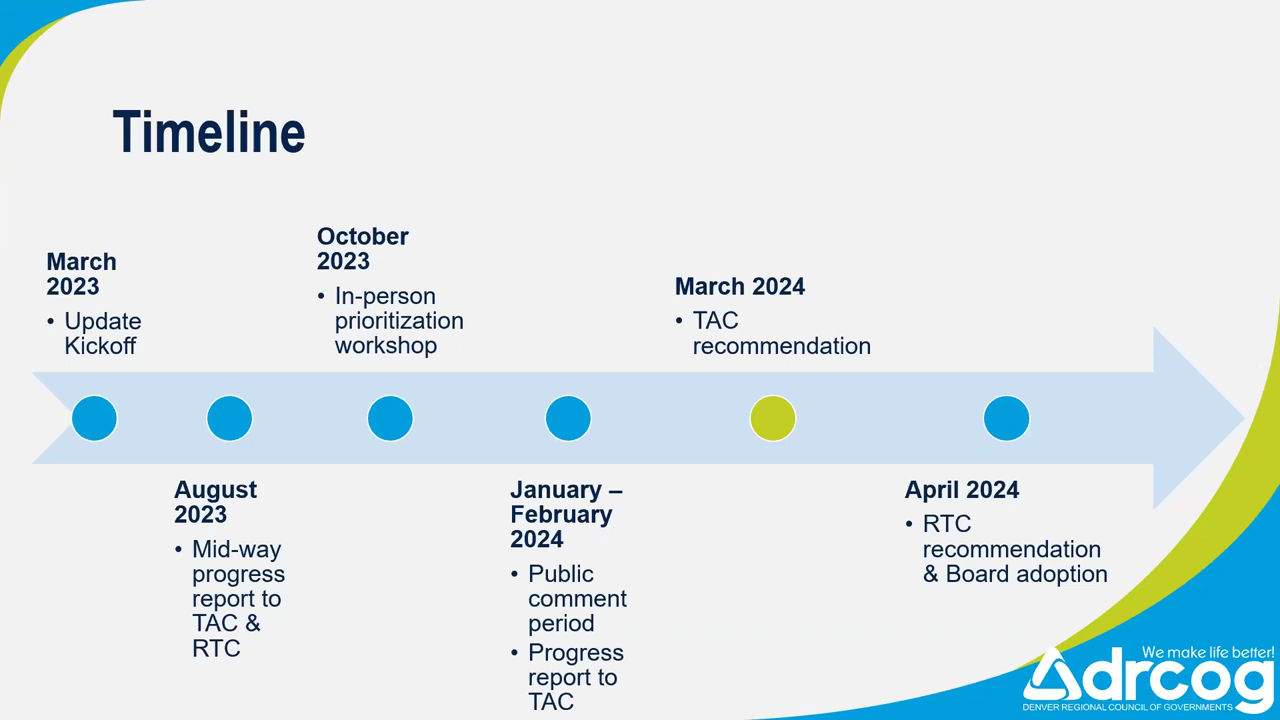 Timeline
March
2023
• Update
Kickoff
August
2023
• Mid-way
progress
report to
TAC &
RTC
October
2023
• In-person
prioritization
workshop
January –
February
2024
• Public
comment
period
• Progress
report to
TAC
March 2024
• TAC
recommendation
April 2024
• RTC
recommendation
& Board adoption
We make life better!
drcog
DENVER REGIONAL COUNCIL OF GOVERNMENTS